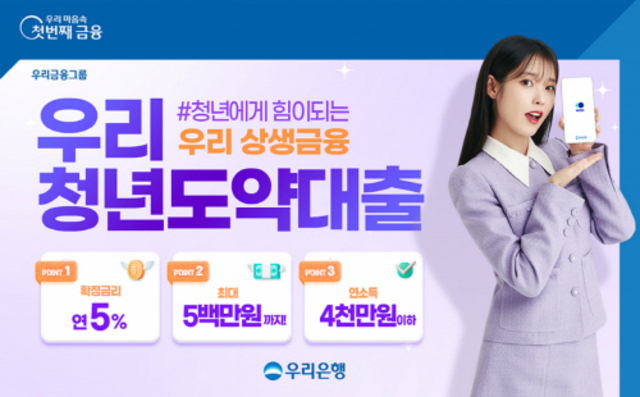 우리 마음속
첫번째 금융
우리금융그룹
#청년에게 힘이되는
우리 상생금융
우리
청년도약대출
POINT 1
확정금리
연 5%
POINT 2
최대
5백만원 까지!
POINT 3
연소득
4천만원이하
우리은행